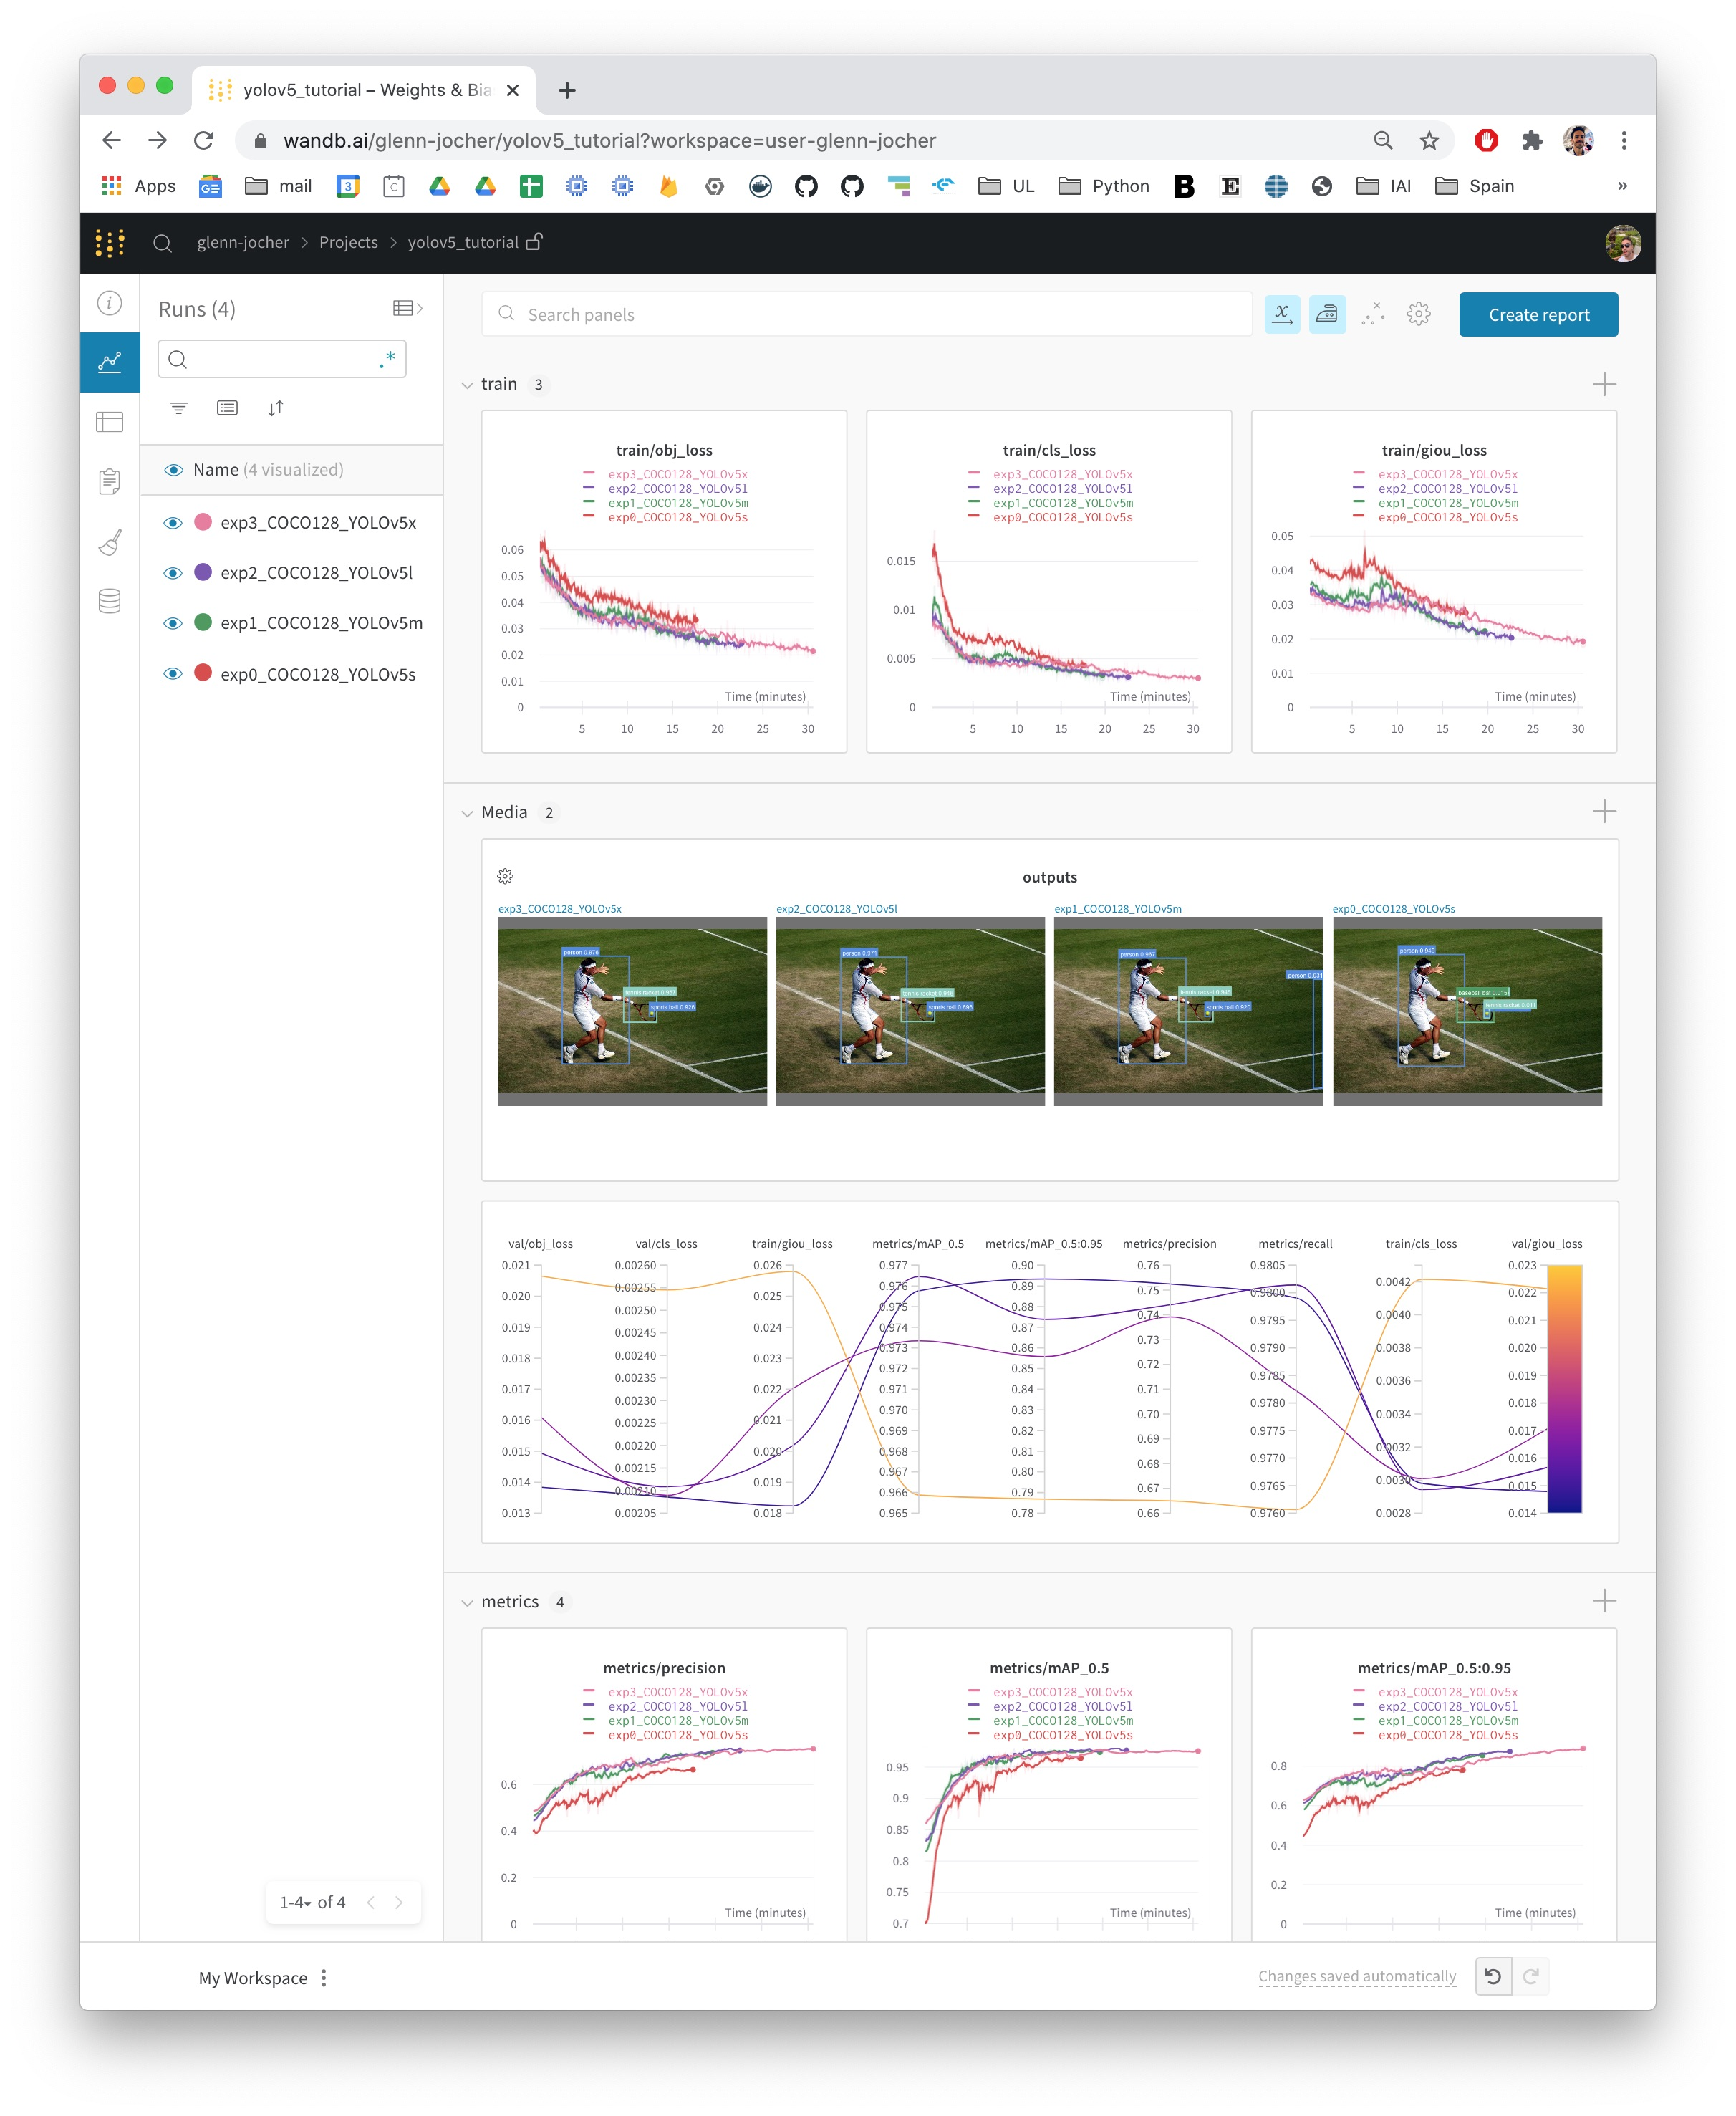 yolov5_tutorial – Weights & Bia
wandb.ai/glenn-jocher/yolov5_tutorial?workspace=user-glenn-jocher
Apps mail UL Python B E IAI Spain »
glenn-jocher > Projects > yolov5_tutorial
Runs (4)
Search panels
Create report
.*
Name (4 visualized)
exp3_COCO128_YOLOv5x
exp2_COCO128_YOLOv5l
exp1_COCO128_YOLOv5m
exp0_COCO128_YOLOv5s
train 3
train/obj_loss
exp3_COCO128_YOLOv5x
exp2_COCO128_YOLOv5l
exp1_COCO128_YOLOv5m
exp0_COCO128_YOLOv5s
0.06
0.05
0.04
0.03
0.02
0.01
0
Time (minutes)
5 10 15 20 25 30
train/cls_loss
exp3_COCO128_YOLOv5x
exp2_COCO128_YOLOv5l
exp1_COCO128_YOLOv5m
exp0_COCO128_YOLOv5s
0.015
0.01
0.005
0
Time (minutes)
5 10 15 20 25 30
train/giou_loss
exp3_COCO128_YOLOv5x
exp2_COCO128_YOLOv5l
exp1_COCO128_YOLOv5m
exp0_COCO128_YOLOv5s
0.05
0.04
0.03
0.02
0.01
0
Time (minutes)
5 10 15 20 25 30
Media 2
outputs
exp3_COCO128_YOLOv5x
exp2_COCO128_YOLOv5l
exp1_COCO128_YOLOv5m
exp0_COCO128_YOLOv5s
val/obj_loss
0.021
0.020
0.019
0.018
0.017
0.016
0.015
0.014
0.013
val/cls_loss
0.00260
0.00255
0.00250
0.00245
0.00240
0.00235
0.00230
0.00225
0.00220
0.00215
0.00210
0.00205
train/giou_loss
0.026
0.025
0.024
0.023
0.022
0.021
0.020
0.019
0.018
metrics/mAP_0.5
0.977
0.976
0.975
0.974
0.973
0.972
0.971
0.970
0.969
0.968
0.967
0.966
0.965
metrics/mAP_0.5:0.95
0.90
0.89
0.88
0.87
0.86
0.85
0.84
0.83
0.82
0.81
0.80
0.79
0.78
metrics/precision
0.76
0.75
0.74
0.73
0.72
0.71
0.70
0.69
0.68
0.67
0.66
metrics/recall
0.9805
0.9800
0.9795
0.9790
0.9785
0.9780
0.9775
0.9770
0.9765
0.9760
train/cls_loss
0.0042
0.0040
0.0038
0.0036
0.0034
0.0032
0.0030
0.0028
val/giou_loss
0.023
0.022
0.021
0.020
0.019
0.018
0.017
0.016
0.015
0.014
metrics 4
metrics/precision
exp3_COCO128_YOLOv5x
exp2_COCO128_YOLOv5l
exp1_COCO128_YOLOv5m
exp0_COCO128_YOLOv5s
0.6
0.4
0.2
0
Time (minutes)
metrics/mAP_0.5
exp3_COCO128_YOLOv5x
exp2_COCO128_YOLOv5l
exp1_COCO128_YOLOv5m
exp0_COCO128_YOLOv5s
0.95
0.9
0.85
0.8
0.75
0.7
Time (minutes)
metrics/mAP_0.5:0.95
exp3_COCO128_YOLOv5x
exp2_COCO128_YOLOv5l
exp1_COCO128_YOLOv5m
exp0_COCO128_YOLOv5s
0.8
0.6
0.4
0.2
0
Time (minutes)
1-4 of 4
My Workspace
Changes saved automatically